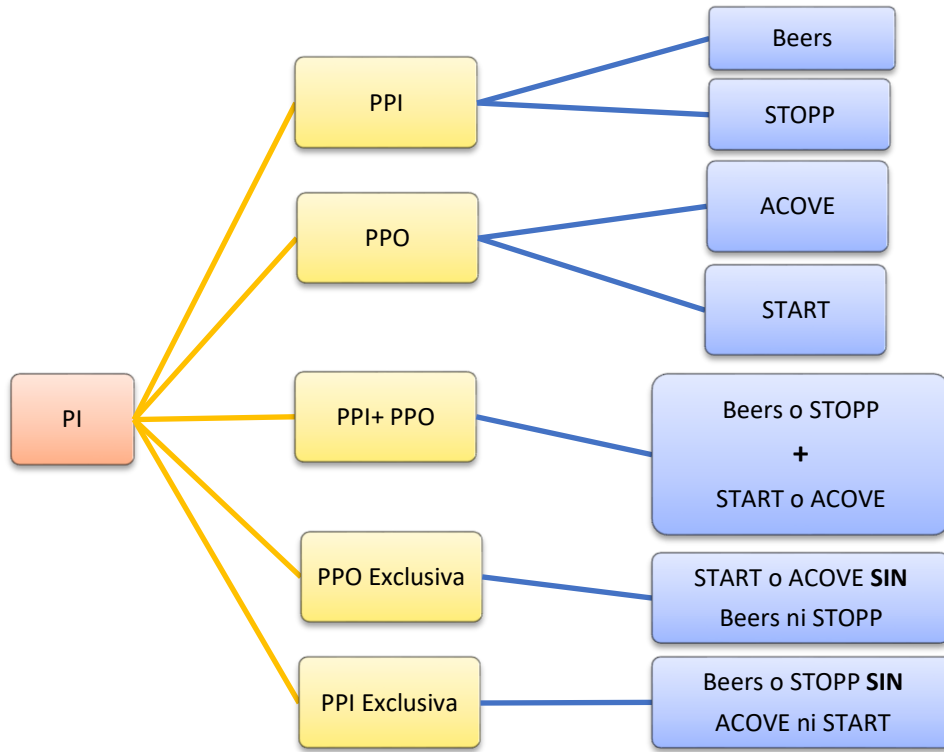 Beers
PPI
STOPP
ACOVE
PPO
START
PI
PPI+ PPO
Beers o STOPP
+
START o ACOVE
PPO Exclusiva
START o ACOVE SIN
Beers ni STOPP
PPI Exclusiva
Beers o STOPP SIN
ACOVE ni START